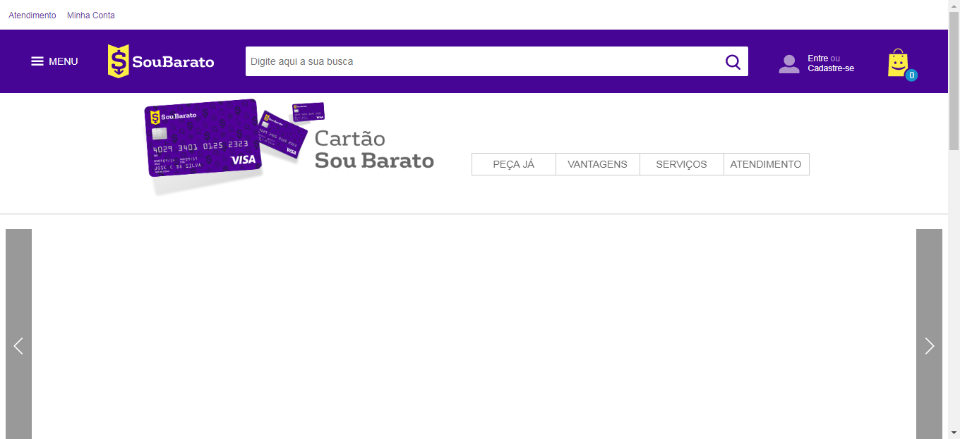 Atendimento Minha Conta
MENU
SouBarato
Digite aqui a sua busca
Entre ou
Cadastre-se
0
SouBarato
4029 3401 0125 2323
VISA
Cartão
Sou Barato
PEÇA JÁ VANTAGENS SERVIÇOS ATENDIMENTO